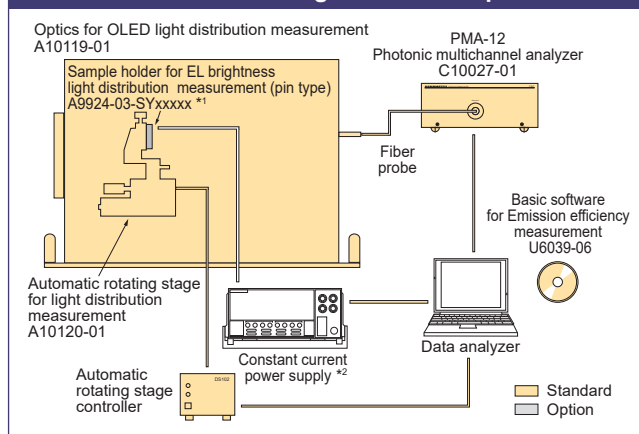 Optics for OLED light distribution measurement
A10119-01
Sample holder for EL brightness
light distribution measurement (pin type)
A9924-03-SYxxxxx *1
PMA-12
Photonic multichannel analyzer
C10027-01
Fiber
probe
Basic software
for Emission efficiency
measurement
U6039-06
Automatic rotating stage
for light distribution
measurement
A10120-01
Data analyzer
Constant current
power supply *2
Automatic
rotating stage
controller
DS102
Standard
Option